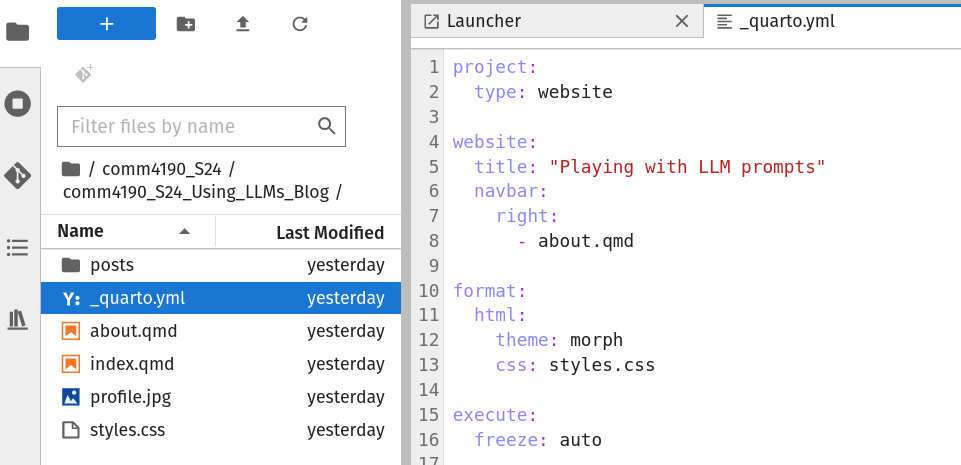 +
Filter files by name
/ comm4190_S24 /
comm4190_S24_Using_LLMs_Blog /
Name Last Modified
posts yesterday
Y: _quarto.yml yesterday
about.qmd yesterday
index.qmd yesterday
profile.jpg yesterday
styles.css yesterday
Launcher
_quarto.yml
1 project:
2   type: website
3
4 website:
5   title: "Playing with LLM prompts"
6   navbar:
7     right:
8       - about.qmd
9
10 format:
11   html:
12     theme: morph
13     css: styles.css
14
15 execute:
16   freeze: auto
17